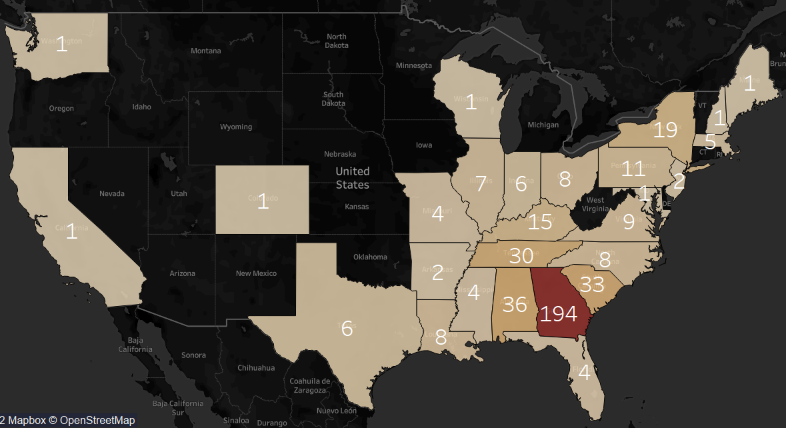 1
Montana
North
Dakota
Minnesota
1
Oregon
Idaho
South
Dakota
1
Michigan
VT
1
19
5
CT
RI
Wyoming
Iowa
11
2
Nebraska
United
States
7
6
8
1
DE
West
Virginia
Nevada
Utah
1
Kansas
4
15
9
1
Oklahoma
30
8
Arizona
New Mexico
2
4
36
33
194
6
8
4
Baja
California
Sonora
Chihuahua
Coahuila de
Zaragoza
Baja California
Sur
Sinaloa
Durango
Nuevo León
2 Mapbox © OpenStreetMap